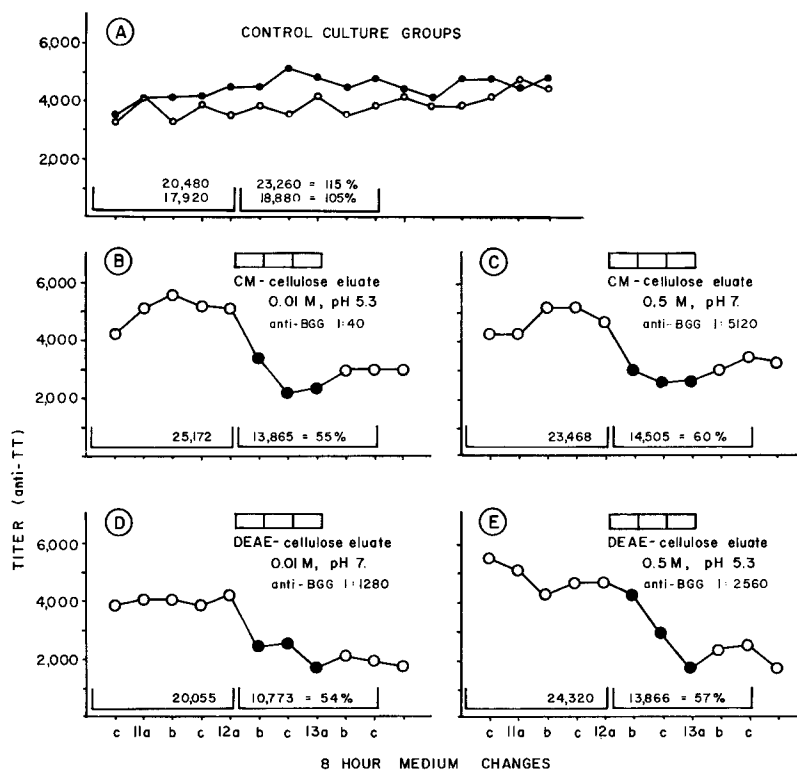 A
CONTROL CULTURE GROUPS
6,000
4,000
2,000
20,480
17,920
23,260 = 115 %
18,880 = 105%
B
CM-cellulose eluate
0.01 M, pH 5.3
anti-BGG 1:40
6,000
4,000
2,000
25,172
13,865 = 55%
C
CM-cellulose eluate
0.5 M, pH 7.
anti-BGG 1:5120
23,468
14,505 = 60%
TITER (anti-TT)
D
DEAE-cellulose eluate
0.01 M, pH 7.
anti-BGG 1:1280
6,000
4,000
2,000
20,055
10,773 = 54%
c 11a b c 12a b c 13a b c
E
DEAE-cellulose eluate
0.5 M, pH 5.3
anti-BGG 1:2560
24,320
13,866 = 57%
c 11a b c 12a b c 13a b c
8 HOUR MEDIUM CHANGES